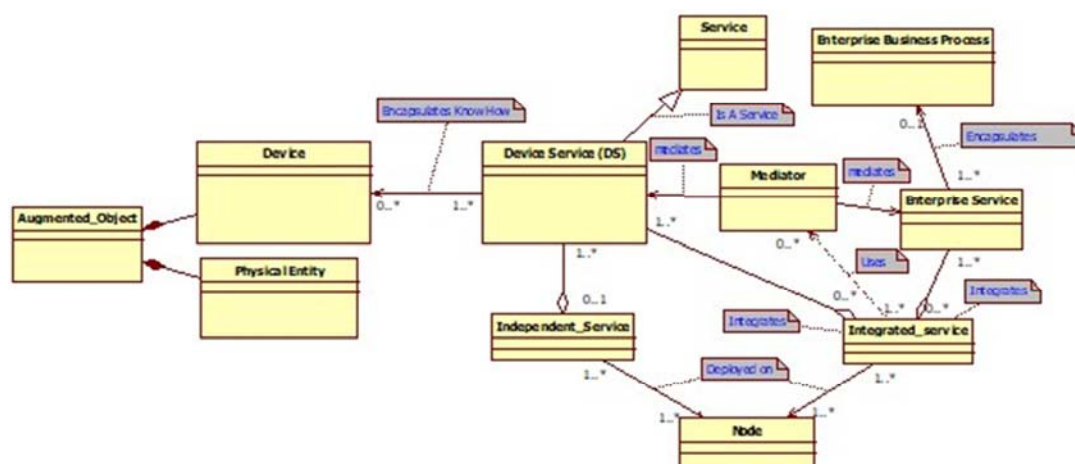 Service
Enterprise Business Process
Encapsulates Know How
Is A Service
0..1
Encapsulates
Device
Device Service (DS)
mediates
Mediator
mediates
1..*
Enterprise Service
Augmented_Object
0..*
1..*
1..*
0..*
1..*
1..*
Physical Entity
Uses
0..1
0..*
1..*
0..*
Integrates
Independent_Service
Integrates
Integrated_service
1..*
Deployed on
1..*
1..*
1..*
Node